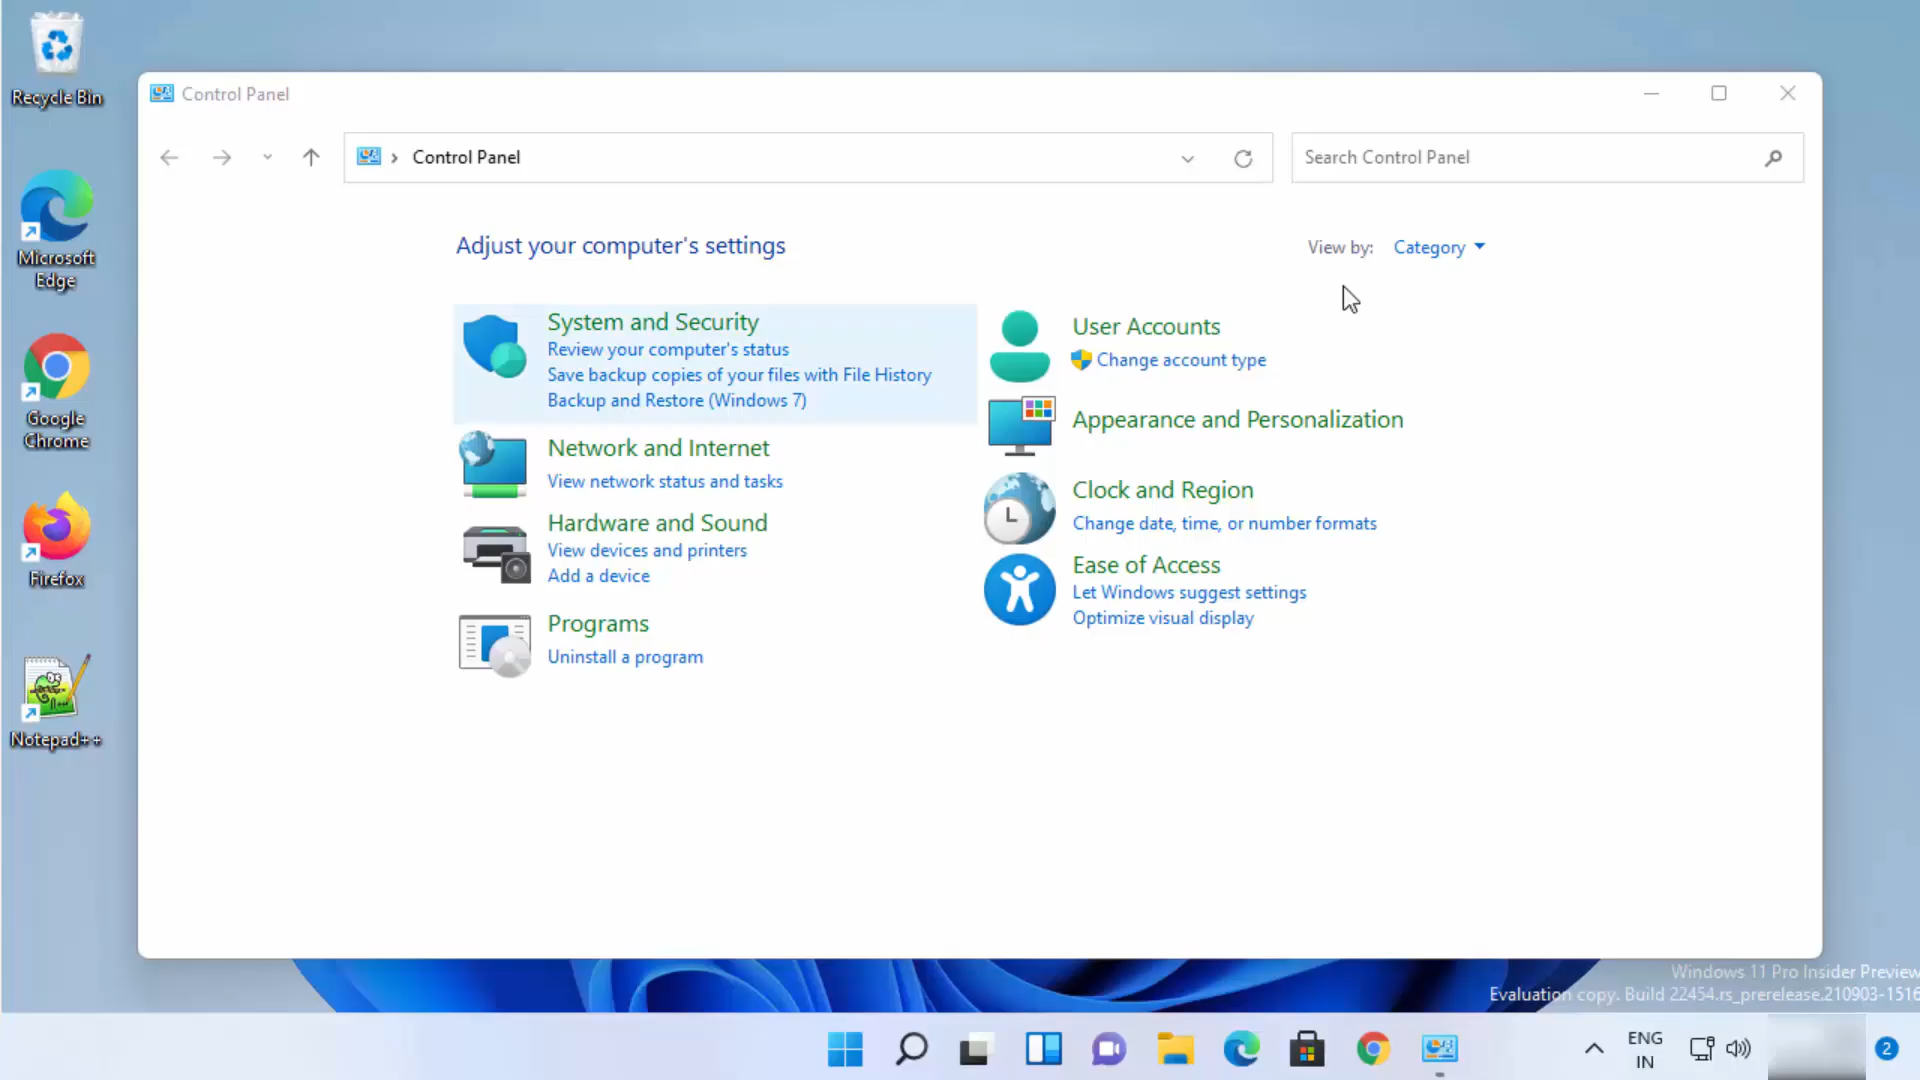 Recycle Bin
Microsoft
Edge
Google
Chrome
Firefox
Notepad++
Control Panel
Control Panel
Search Control Panel
Adjust your computer's settings
View by: Category
System and Security
Review your computer's status
Save backup copies of your files with File History
Backup and Restore (Windows 7)
Network and Internet
View network status and tasks
Hardware and Sound
View devices and printers
Add a device
Programs
Uninstall a program
User Accounts
Change account type
Appearance and Personalization
Clock and Region
Change date, time, or number formats
Ease of Access
Let Windows suggest settings
Optimize visual display
Windows 11 Pro Insider Preview
Evaluation copy. Build 22454.rs_prerelease.210903-1516
ENG
IN
2